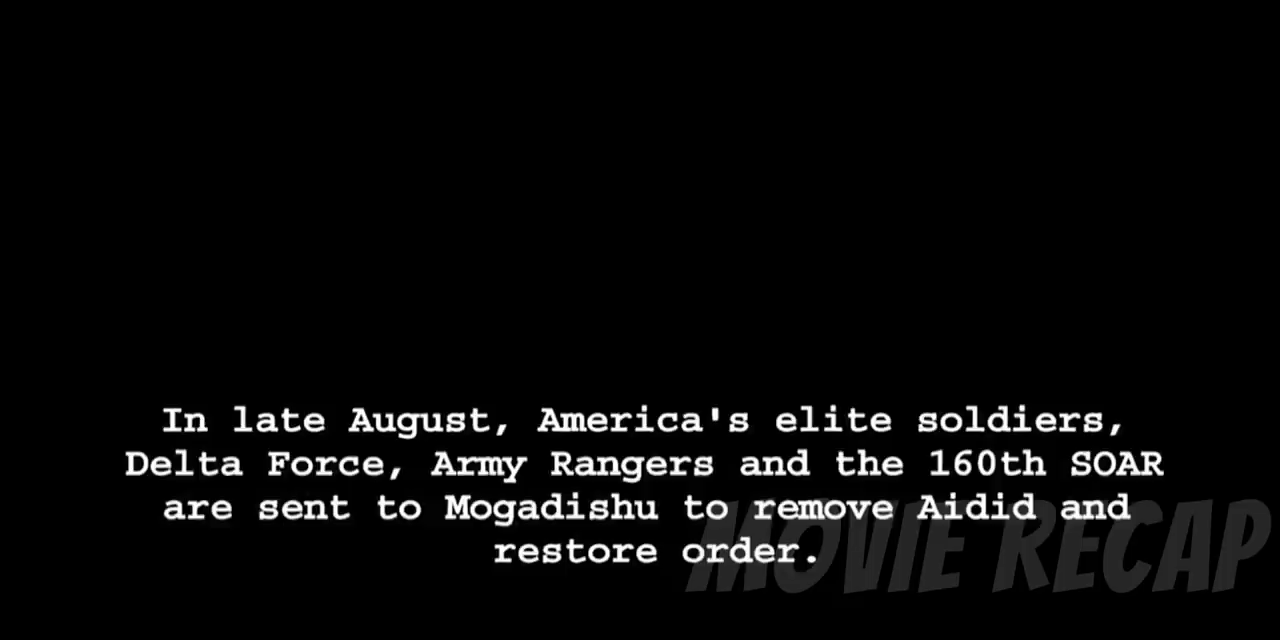 In late August, America's elite soldiers,
Delta Force, Army Rangers and the 160th SOAR
are sent to Mogadishu to remove Aidid and
restore order.
MOVIE RECAP